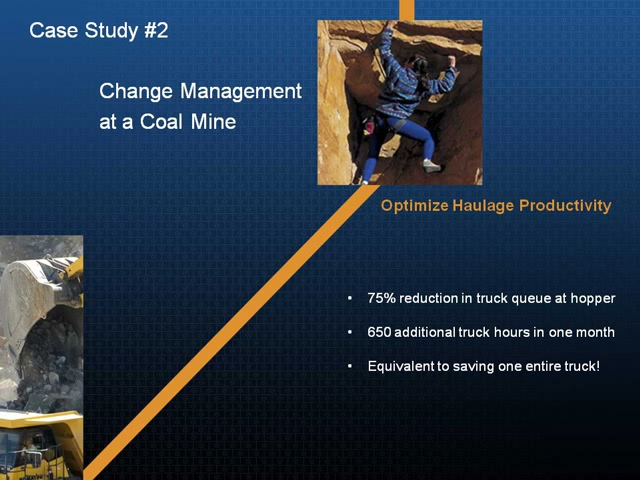 Case Study #2
Change Management
at a Coal Mine
Optimize Haulage Productivity
• 75% reduction in truck queue at hopper
• 650 additional truck hours in one month
• Equivalent to saving one entire truck!